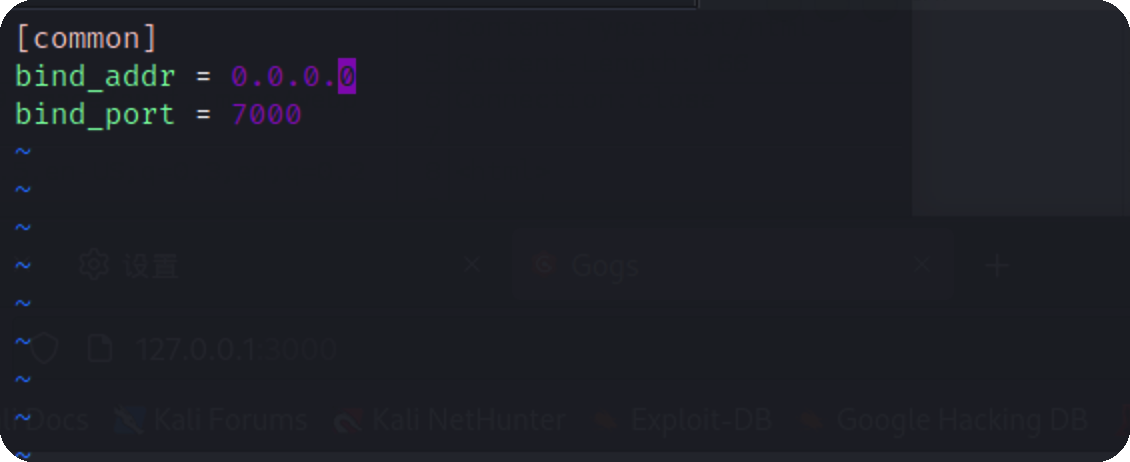 [common]
bind_addr = 0.0.0.0
bind_port = 7000
~
~
~
~
设置 Gogs
~
~
127.0.0.1:3000
~
~
Docs Kali Forums Kali NetHunter Exploit-DB Google Hacking DB
~